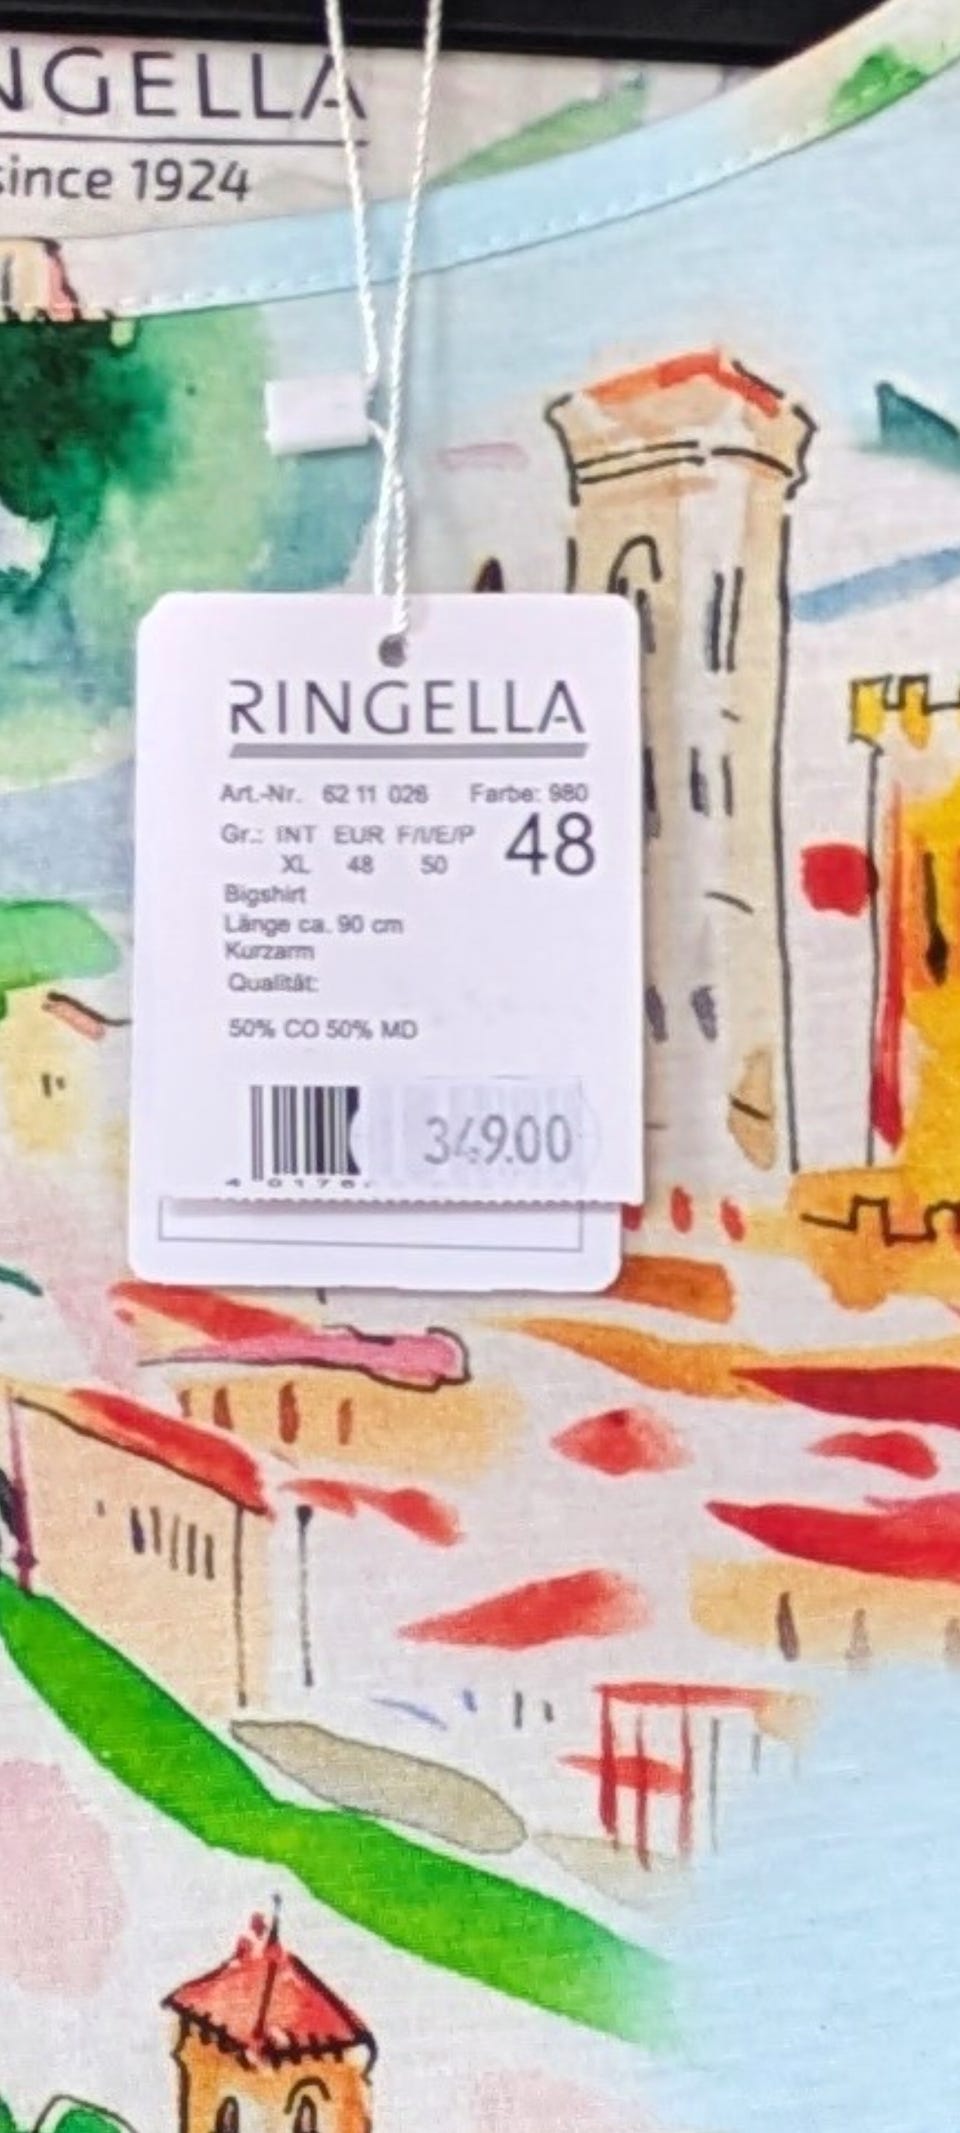 NGELLA
since 1924
RINGELLA
Art.-Nr. 62 11 026 Farbe: 980
Gr.: INT EUR F/I/E/P 48
XL 48 50
Bigshirt
Länge ca. 90 cm
Kurzarm
Qualität:
50% CO 50% MD
349.00